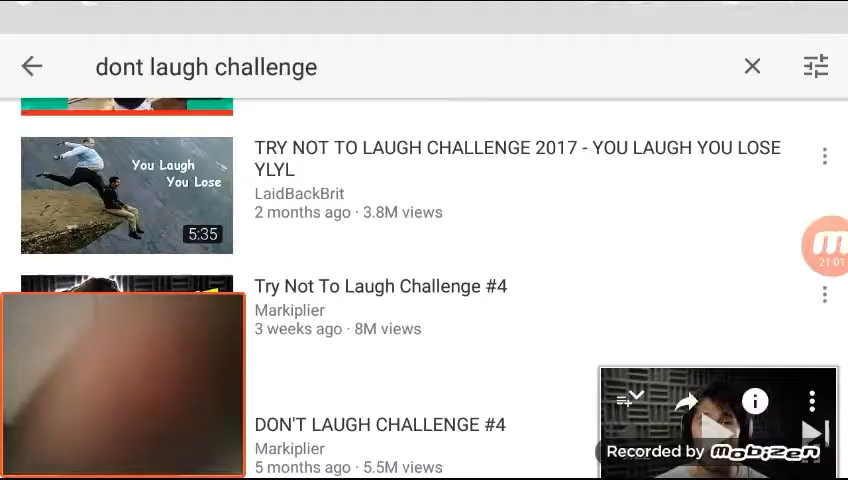 dont laugh challenge
You Laugh
You Lose
5:35
TRY NOT TO LAUGH CHALLENGE 2017 - YOU LAUGH YOU LOSE
YLYL
LaidBackBrit
2 months ago · 3.8M views
21:01
Try Not To Laugh Challenge #4
Markiplier
3 weeks ago · 8M views
DON'T LAUGH CHALLENGE #4
Markiplier
5 months ago · 5.5M views
Recorded by mobizen